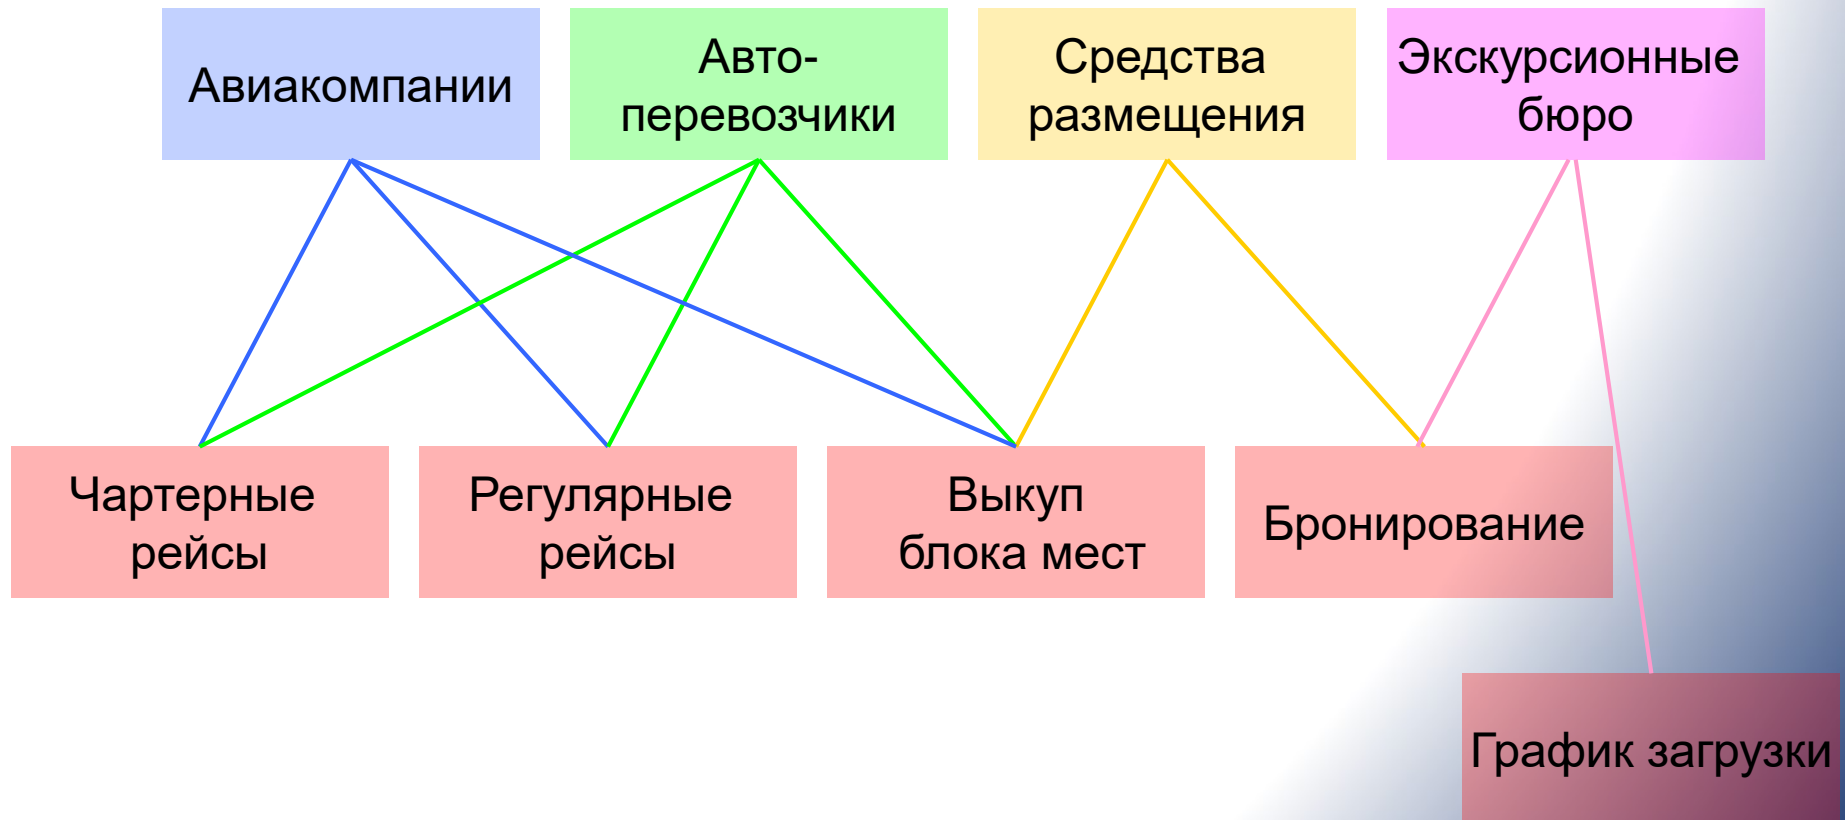 Авиакомпании
Авто-
перевозчики
Средства
размещения
Экскурсионные
бюро
Чартерные
рейсы
Регулярные
рейсы
Выкуп
блока мест
Бронирование
График загрузки